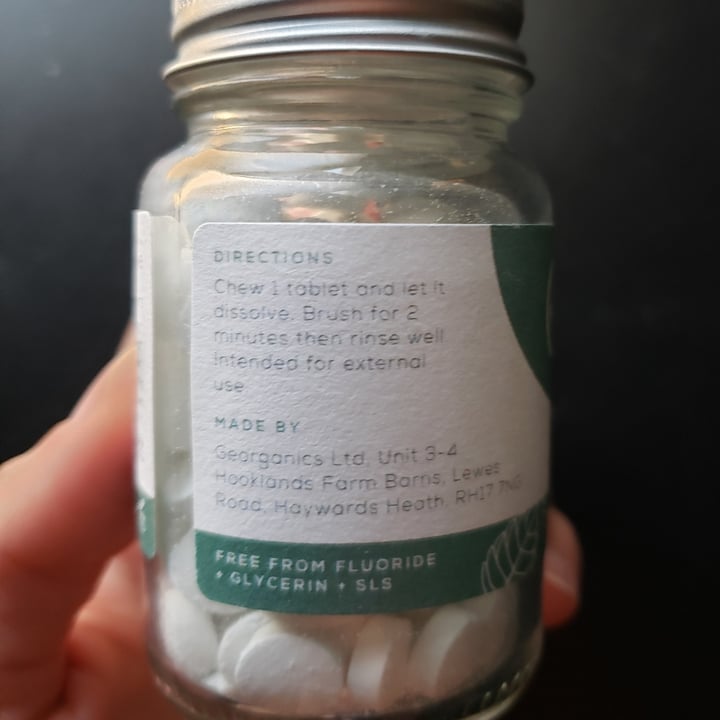 DIRECTIONS
Chew 1 tablet and let it
dissolve. Brush for 2
minutes then rinse well
Intended for external
use
MADE BY
Georganics Ltd, Unit 3-4
Hooklands Farm Barns, Lewes
Road, Haywards Heath. RH17 7NG
FREE FROM FLUORIDE
+ GLYCERIN + SLS